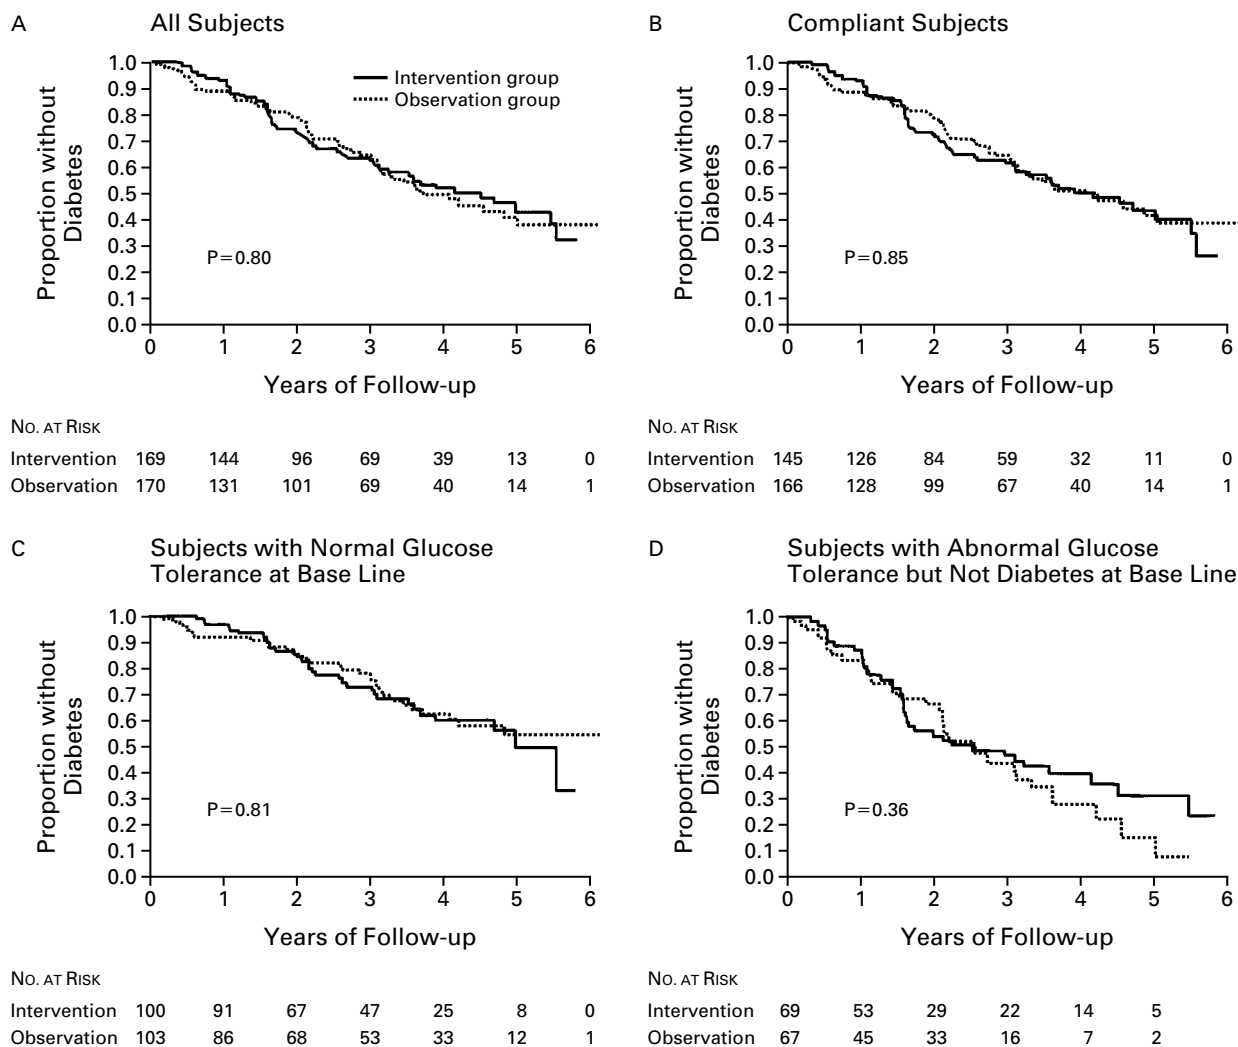 A All Subjects
1.0
0.9
0.8
0.7
0.6
0.5
0.4
0.3
0.2
0.1
0.0
Proportion without
Diabetes
Intervention group
Observation group
P=0.80
0 1 2 3 4 5 6
Years of Follow-up
NO. AT RISK
Intervention 169 144 96 69 39 13 0
Observation 170 131 101 69 40 14 1
B Compliant Subjects
1.0
0.9
0.8
0.7
0.6
0.5
0.4
0.3
0.2
0.1
0.0
Proportion without
Diabetes
P=0.85
0 1 2 3 4 5 6
Years of Follow-up
NO. AT RISK
Intervention 145 126 84 59 32 11 0
Observation 166 128 99 67 40 14 1
C Subjects with Normal Glucose
Tolerance at Base Line
1.0
0.9
0.8
0.7
0.6
0.5
0.4
0.3
0.2
0.1
0.0
Proportion without
Diabetes
P=0.81
0 1 2 3 4 5 6
Years of Follow-up
NO. AT RISK
Intervention 100 91 67 47 25 8 0
Observation 103 86 68 53 33 12 1
D Subjects with Abnormal Glucose
Tolerance but Not Diabetes at Base Line
1.0
0.9
0.8
0.7
0.6
0.5
0.4
0.3
0.2
0.1
0.0
Proportion without
Diabetes
P=0.36
0 1 2 3 4 5 6
Years of Follow-up
NO. AT RISK
Intervention 69 53 29 22 14 5
Observation 67 45 33 16 7 2